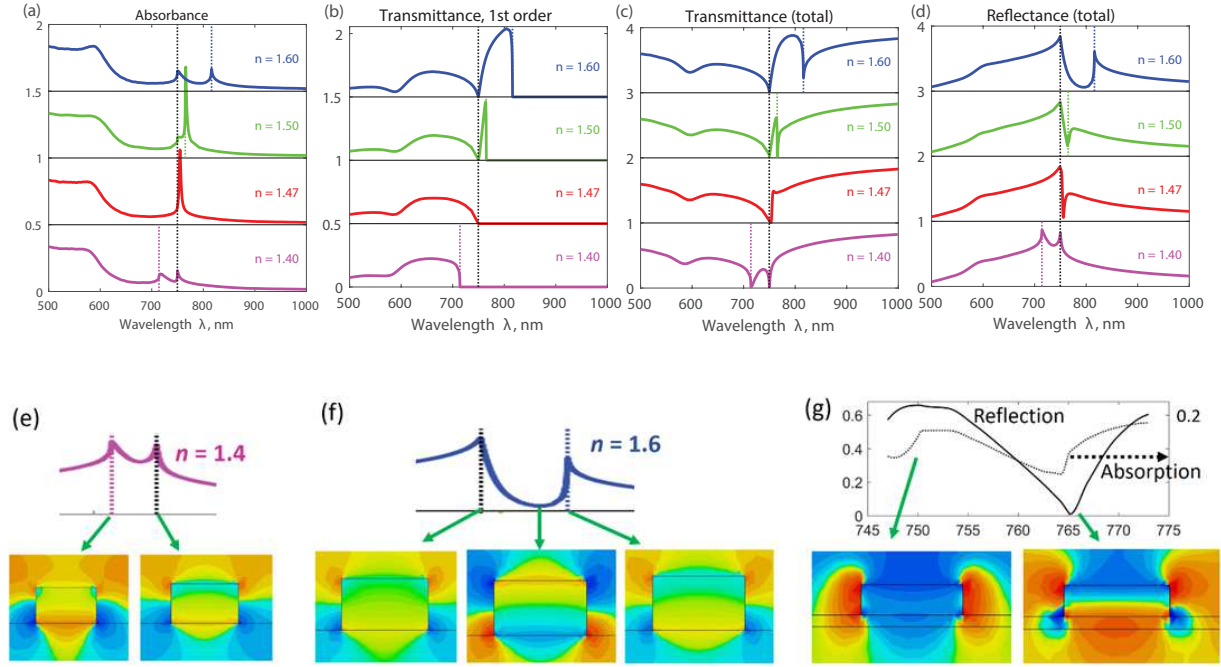 (a) Absorbance
2
n = 1.60
1.5
n = 1.50
1
n = 1.47
0.5
n = 1.40
0
500 600 700 800 900 1000
Wavelength λ, nm
(b) Transmittance, 1st order
2
n = 1.60
1.5
n = 1.50
1
n = 1.47
0.5
n = 1.40
0
500 600 700 800 900 1000
Wavelength λ, nm
(c) Transmittance (total)
4
n = 1.60
3
n = 1.50
2
n = 1.47
1
n = 1.40
0
500 600 700 800 900 1000
Wavelength λ, nm
(d) Reflectance (total)
4
n = 1.60
3
n = 1.50
2
n = 1.47
1
n = 1.40
0
500 600 700 800 900 1000
Wavelength λ, nm
(e)
n = 1.4
(f)
n = 1.6
(g)
0.6 Reflection 0.2
0.4
0.2 Absorption
0
745 750 755 760 765 770 775